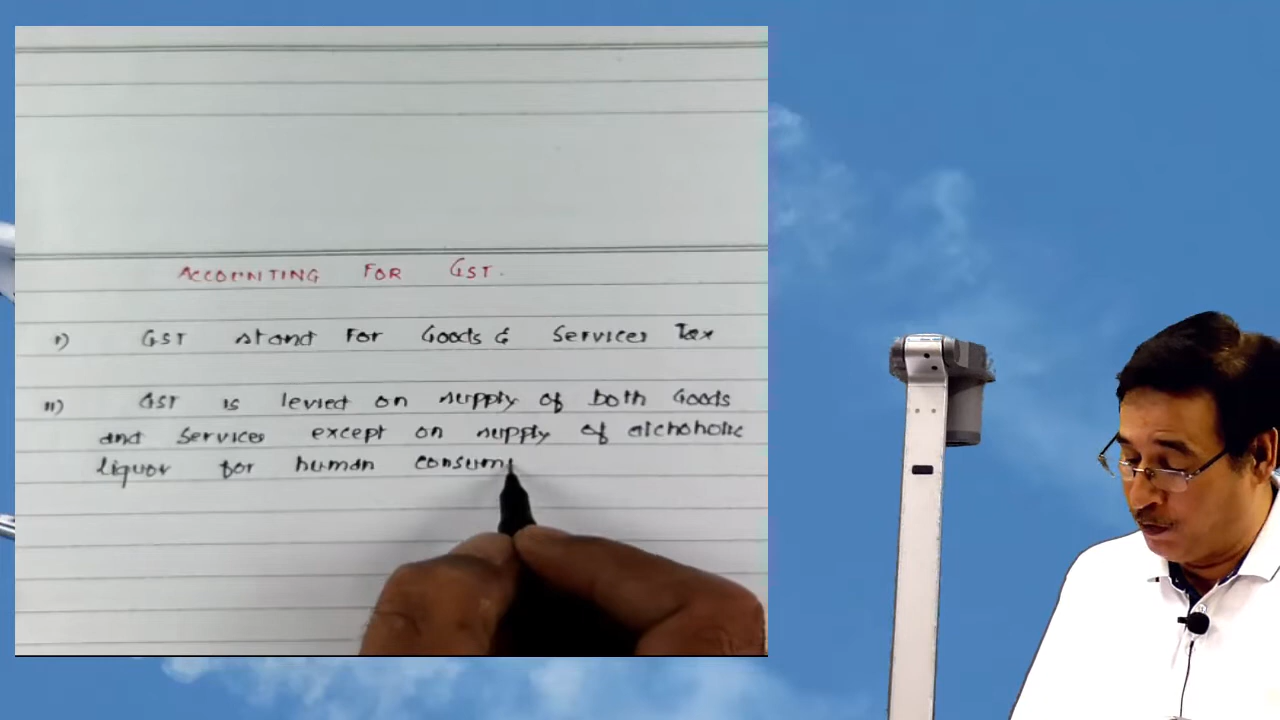 ACCOUNTING FOR GST.
i) GST stand For Goods & Services Tax
ii) GST is levied on supply of both Goods
and Services except on supply of alchoholic
liquor for human consum